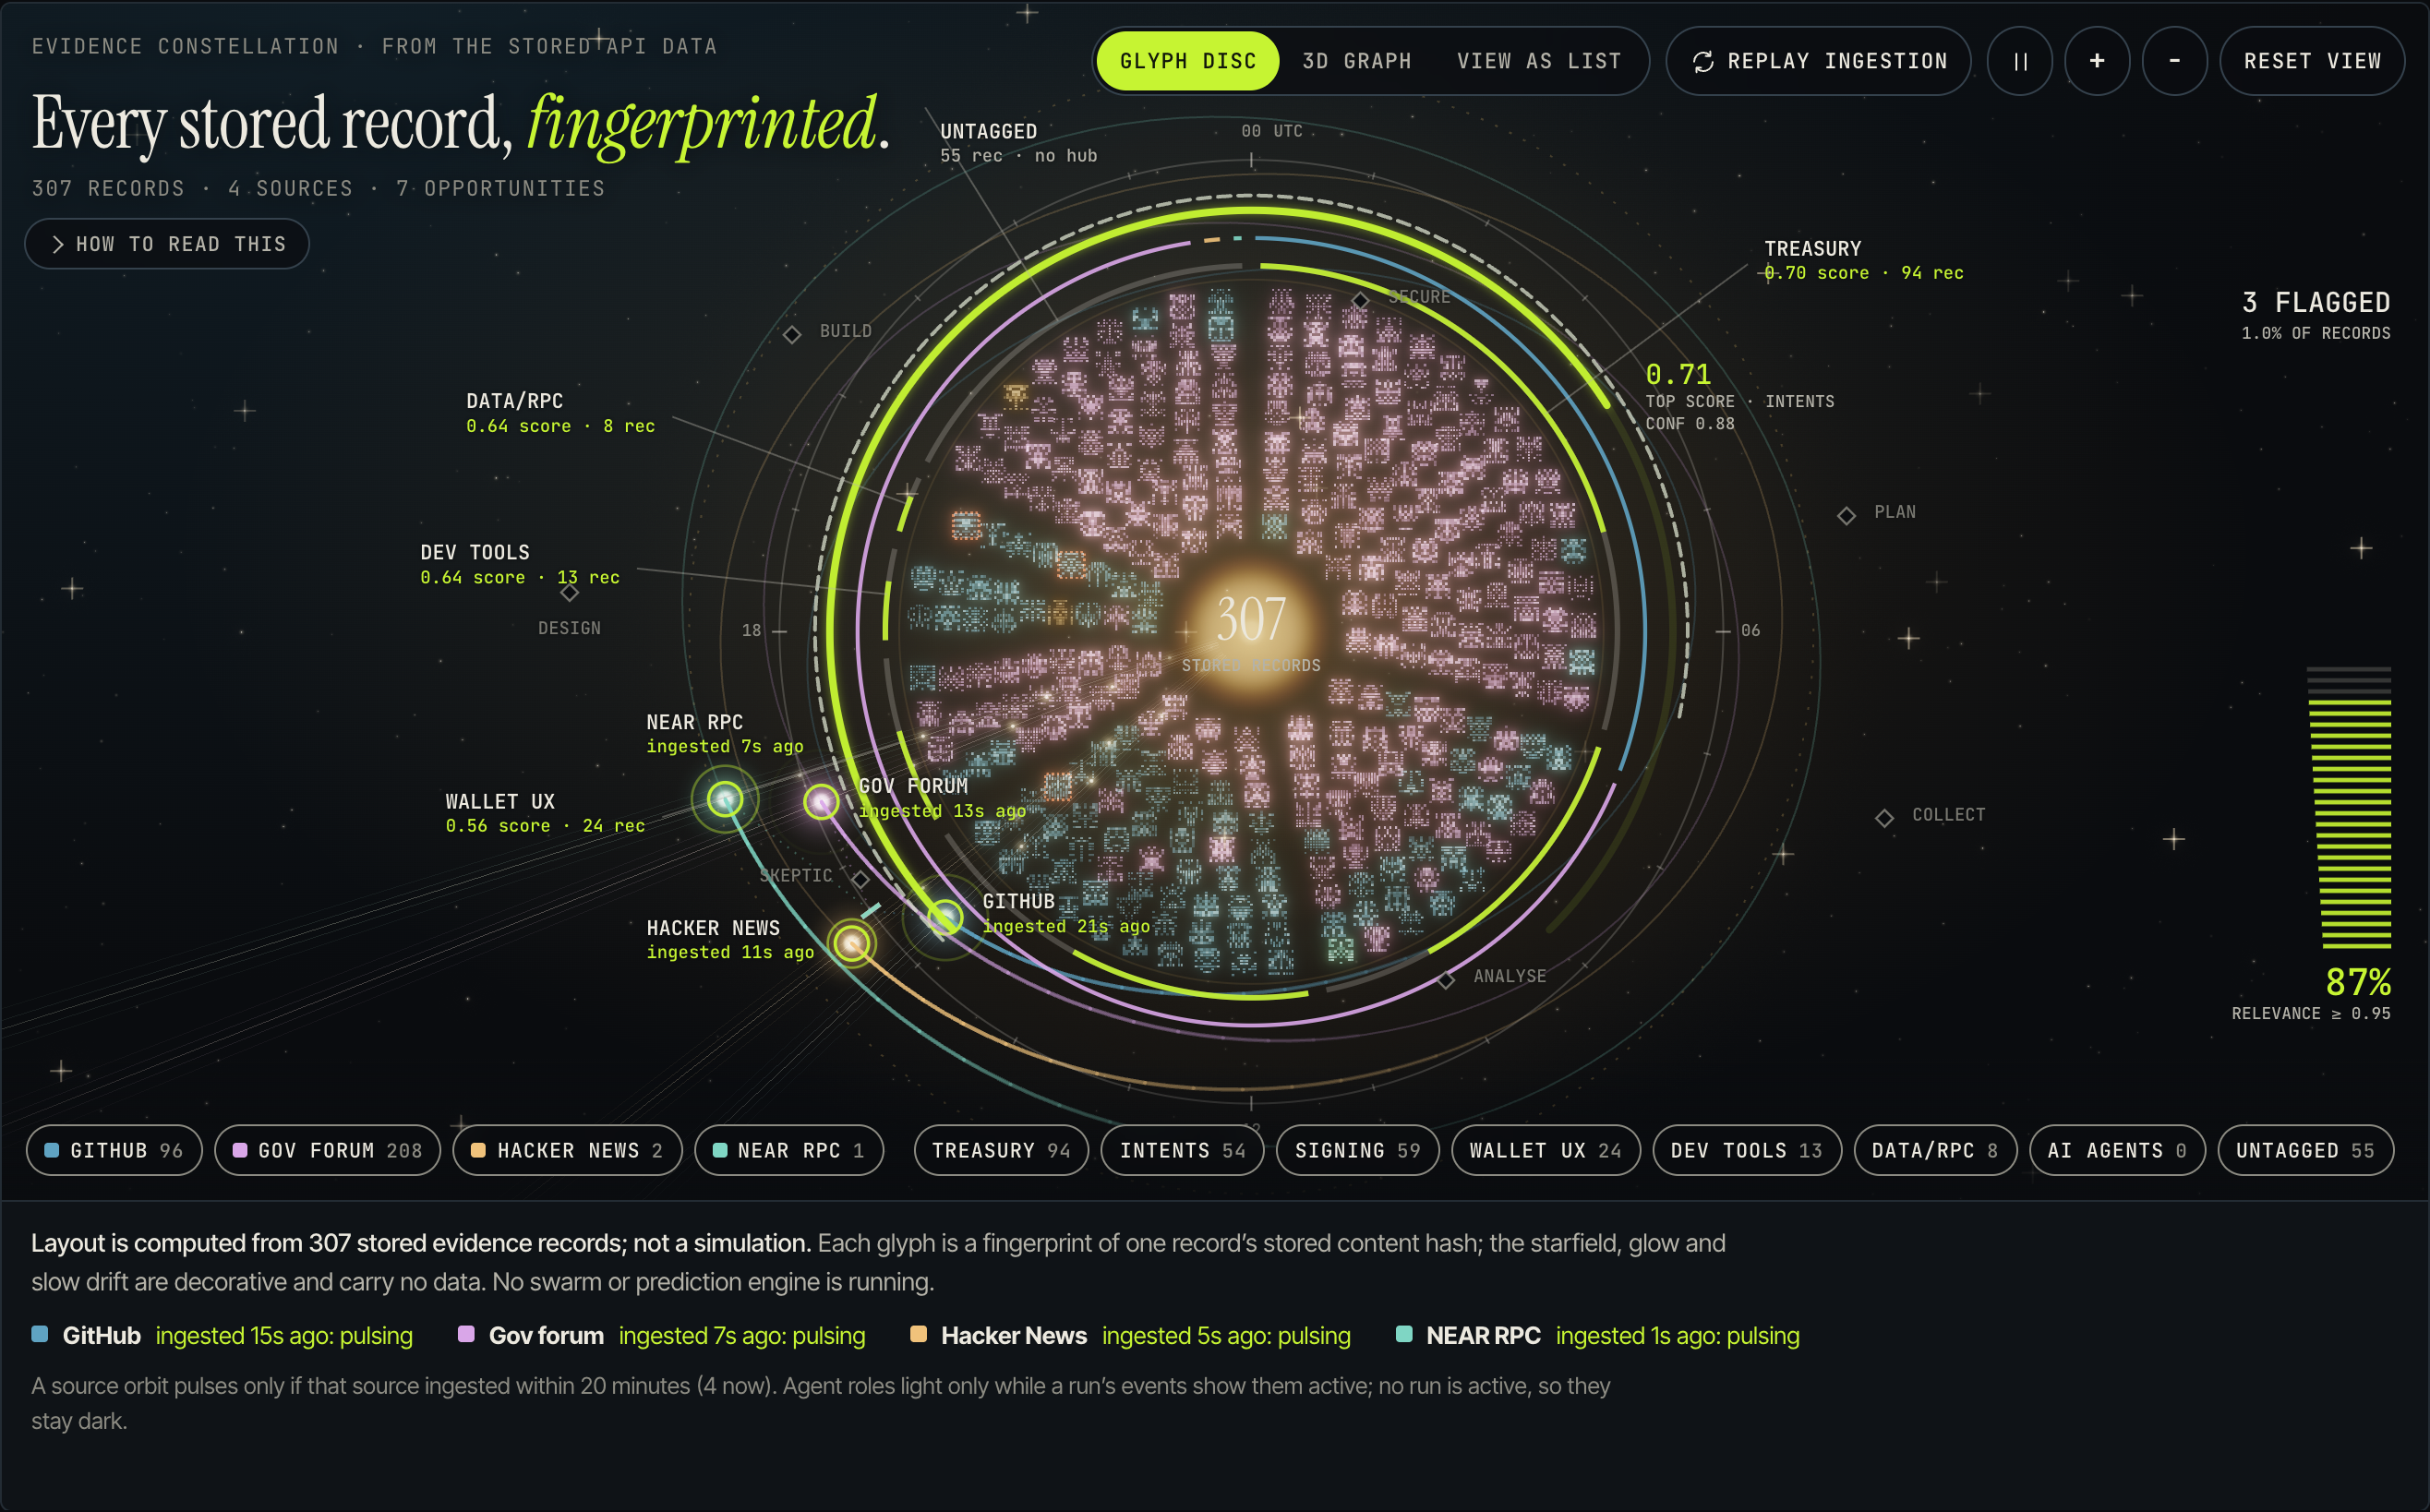 EVIDENCE CONSTELLATION · FROM THE STORED API DATA
GLYPH DISC
3D GRAPH
VIEW AS LIST
REPLAY INGESTION
||
+
-
RESET VIEW
Every stored record, fingerprinted.
307 RECORDS · 4 SOURCES · 7 OPPORTUNITIES
HOW TO READ THIS
UNTAGGED
55 rec · no hub
00 UTC
TREASURY
0.70 score · 94 rec
3 FLAGGED
1.0% OF RECORDS
SECURE
BUILD
0.71
TOP SCORE · INTENTS
CONF 0.88
DATA/RPC
0.64 score · 8 rec
PLAN
DEV TOOLS
0.64 score · 13 rec
DESIGN
18
307
STORED RECORDS
06
NEAR RPC
ingested 7s ago
GOV FORUM
ingested 13s ago
WALLET UX
0.56 score · 24 rec
COLLECT
SKEPTIC
GITHUB
ingested 21s ago
HACKER NEWS
ingested 11s ago
ANALYSE
87%
RELEVANCE ≥ 0.95
12
GITHUB 96
GOV FORUM 208
HACKER NEWS 2
NEAR RPC 1
TREASURY 94
INTENTS 54
SIGNING 59
WALLET UX 24
DEV TOOLS 13
DATA/RPC 8
AI AGENTS 0
UNTAGGED 55
Layout is computed from 307 stored evidence records; not a simulation. Each glyph is a fingerprint of one record’s stored content hash; the starfield, glow and
slow drift are decorative and carry no data. No swarm or prediction engine is running.
GitHub ingested 15s ago: pulsing
Gov forum ingested 7s ago: pulsing
Hacker News ingested 5s ago: pulsing
NEAR RPC ingested 1s ago: pulsing
A source orbit pulses only if that source ingested within 20 minutes (4 now). Agent roles light only while a run’s events show them active; no run is active, so they
stay dark.